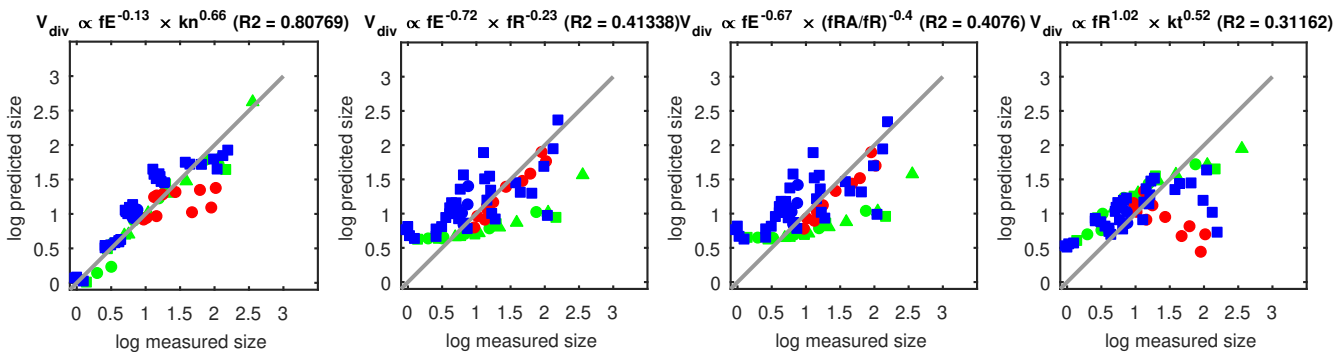 V_div ∝ fE^-0.13 × kn^0.66 (R2 = 0.80769)
log predicted size
3
2.5
2
1.5
1
0.5
0
0 0.5 1 1.5 2 2.5 3
log measured size
V_div ∝ fE^-0.72 × fR^-0.23 (R2 = 0.41338)
log predicted size
3
2.5
2
1.5
1
0.5
0
0 0.5 1 1.5 2 2.5 3
log measured size
V_div ∝ fE^-0.67 × (fRA/fR)^-0.4 (R2 = 0.4076)
log predicted size
3
2.5
2
1.5
1
0.5
0
0 0.5 1 1.5 2 2.5 3
log measured size
V_div ∝ fR^1.02 × kt^0.52 (R2 = 0.31162)
log predicted size
3
2.5
2
1.5
1
0.5
0
0 0.5 1 1.5 2 2.5 3
log measured size